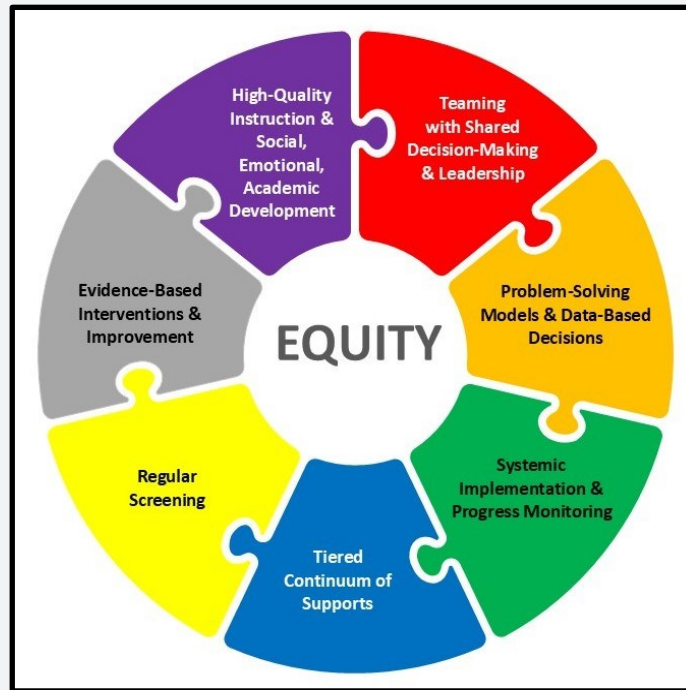 High-Quality
Instruction &
Social,
Emotional,
Academic
Development
Teaming
with Shared
Decision-Making
& Leadership
Problem-Solving
Models & Data-Based
Decisions
Systemic
Implementation &
Progress Monitoring
Tiered
Continuum of
Supports
Regular
Screening
Evidence-Based
Interventions &
Improvement
EQUITY